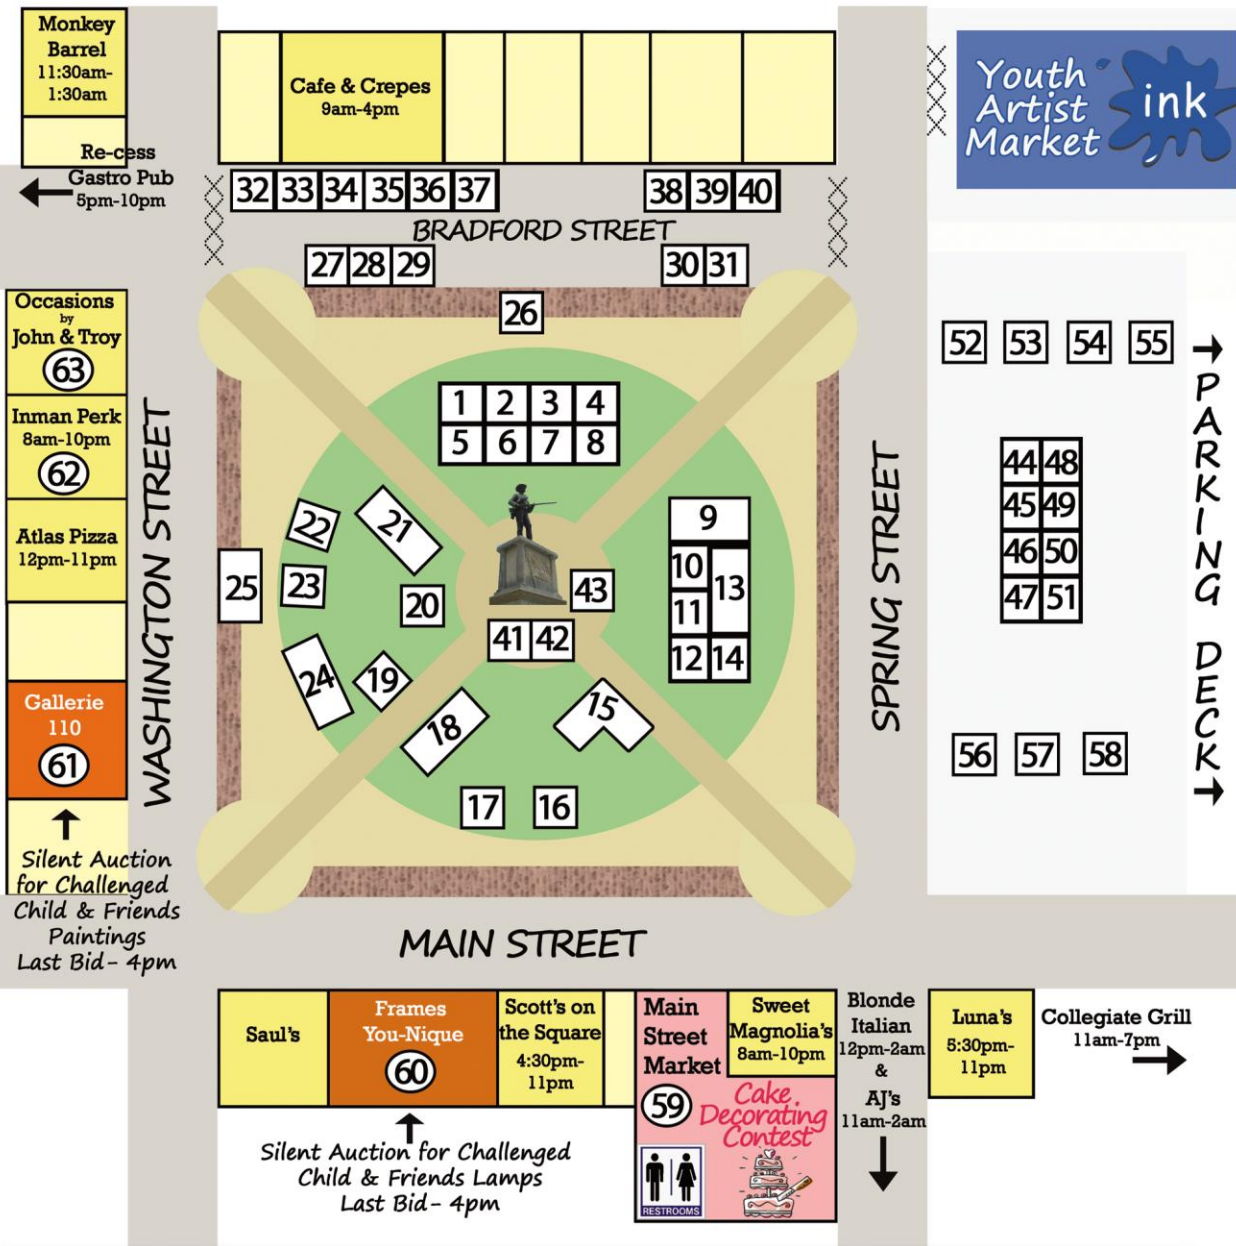 Monkey
Barrel
11:30am-
1:30am
Cafe & Crepes
9am-4pm
Youth
Artist
Market
ink
Re-cess
Gastro Pub
5pm-10pm
32 33 34 35 36 37
38 39 40
BRADFORD STREET
27 28 29
30 31
26
Occasions
by
John & Troy
63
Inman Perk
8am-10pm
62
Atlas Pizza
12pm-11pm
Gallerie
110
61
Silent Auction
for Challenged
Child & Friends
Paintings
Last Bid- 4pm
WASHINGTON STREET
1 2 3 4
5 6 7 8
22
21
23
20
25
24
19
18
43
41 42
9
10
13
11
12 14
15
17
16
SPRING STREET
52 53 54 55
44 48
45 49
46 50
47 51
56 57 58
PARKING DECK
MAIN STREET
Saul's
Frames
You-Nique
60
Silent Auction for Challenged
Child & Friends Lamps
Last Bid- 4pm
Scott's on
the Square
4:30pm-
11pm
Main
Street
Market
59
RESTROOMS
Sweet
Magnolia's
8am-10pm
Cake
Decorating
Contest
Blonde
Italian
12pm-2am
&
AJ's
11am-2am
Luna's
5:30pm-
11pm
Collegiate Grill
11am-7pm